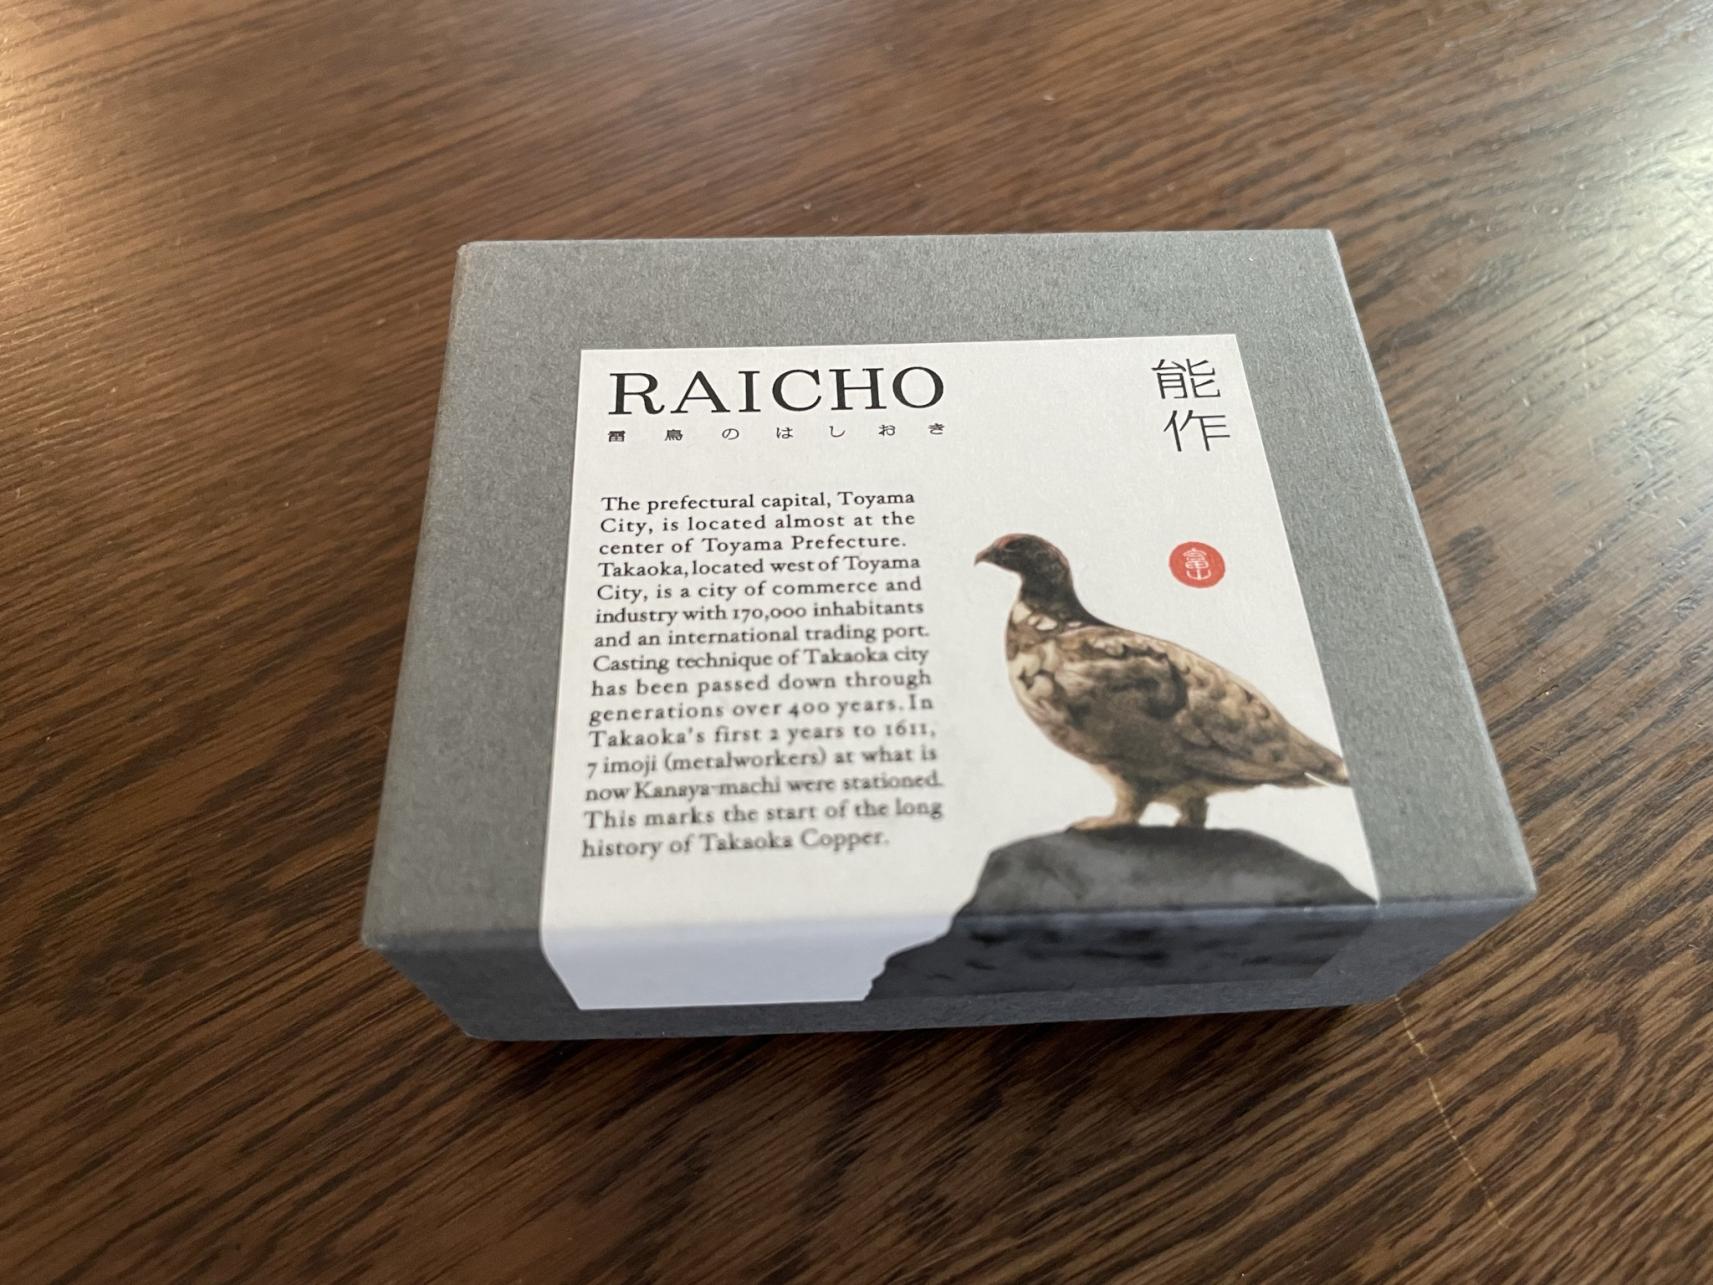 RAICHO
雷鳥のはしおき
能作
The prefectural capital, Toyama
City, is located almost at the
center of Toyama Prefecture.
Takaoka, located west of Toyama
City, is a city of commerce and
industry with 170,000 inhabitants
and an international trading port.
Casting technique of Takaoka city
has been passed down through
generations over 400 years. In
Takaoka's first 2 years to 1611,
7 imoji (metalworkers) at what is
now Kanaya-machi were stationed.
This marks the start of the long
history of Takaoka Copper.